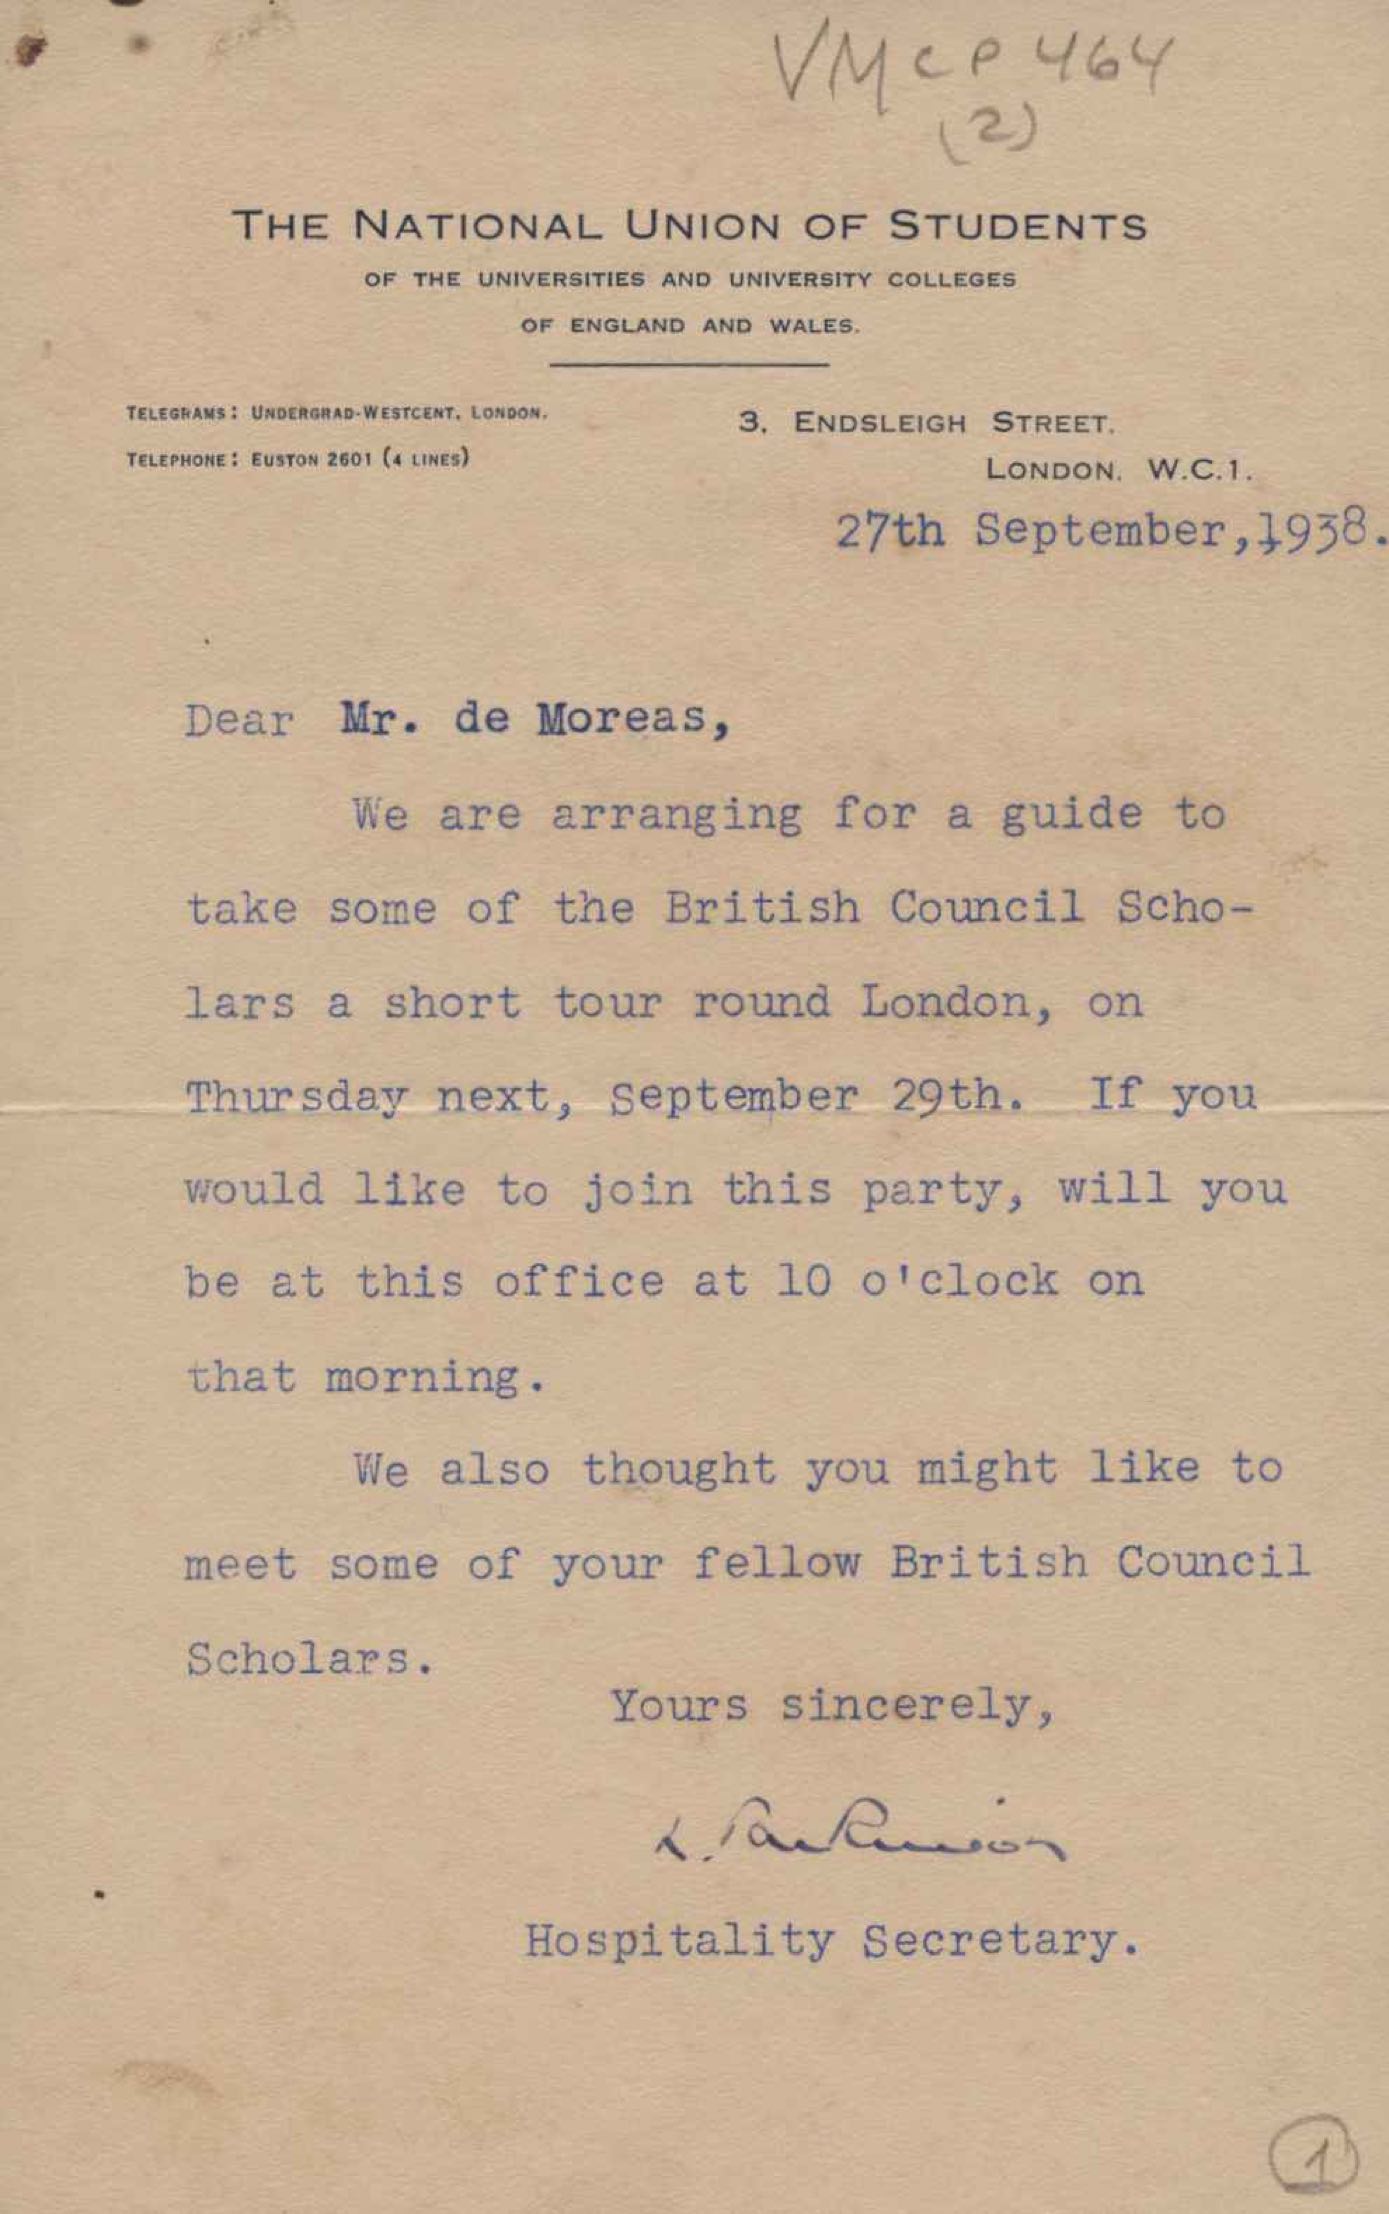 VMCP 464
(2)
THE NATIONAL UNION OF STUDENTS
OF THE UNIVERSITIES AND UNIVERSITY COLLEGES
OF ENGLAND AND WALES.
TELEGRAMS: UNDERGRAD-WESTCENT, LONDON.
TELEPHONE: EUSTON 2601 (4 LINES)
3, ENDSLEIGH STREET,
LONDON, W.C.1.
27th September,1938.
Dear Mr. de Moreas,
We are arranging for a guide to
take some of the British Council Scho-
lars a short tour round London, on
Thursday next, September 29th. If you
would like to join this party, will you
be at this office at 10 o'clock on
that morning.
We also thought you might like to
meet some of your fellow British Council
Scholars.
Yours sincerely,
L. Parkinson
Hospitality Secretary.
1